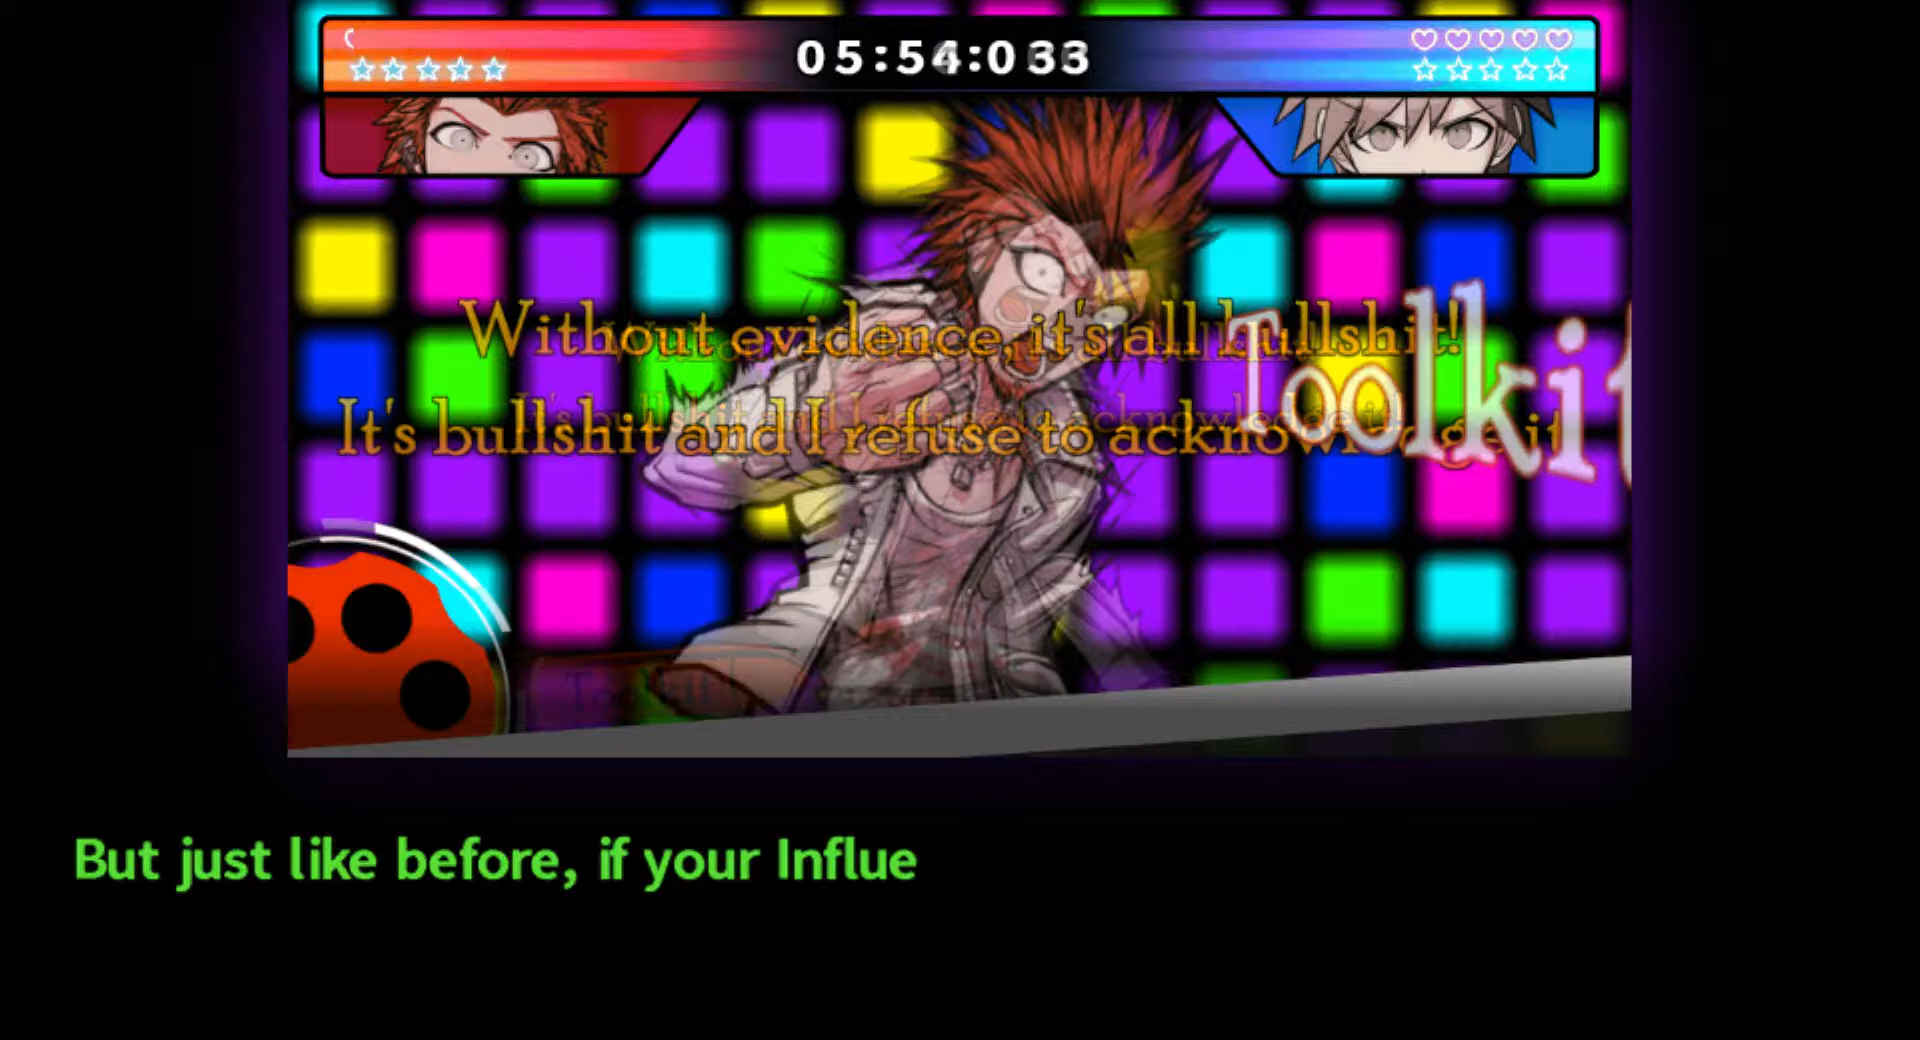 05:54:033
Without evidence, it's all bullshit!
It's bullshit and I refuse to acknowledge it
Toolkit
Toolkit
But just like before, if your Influe